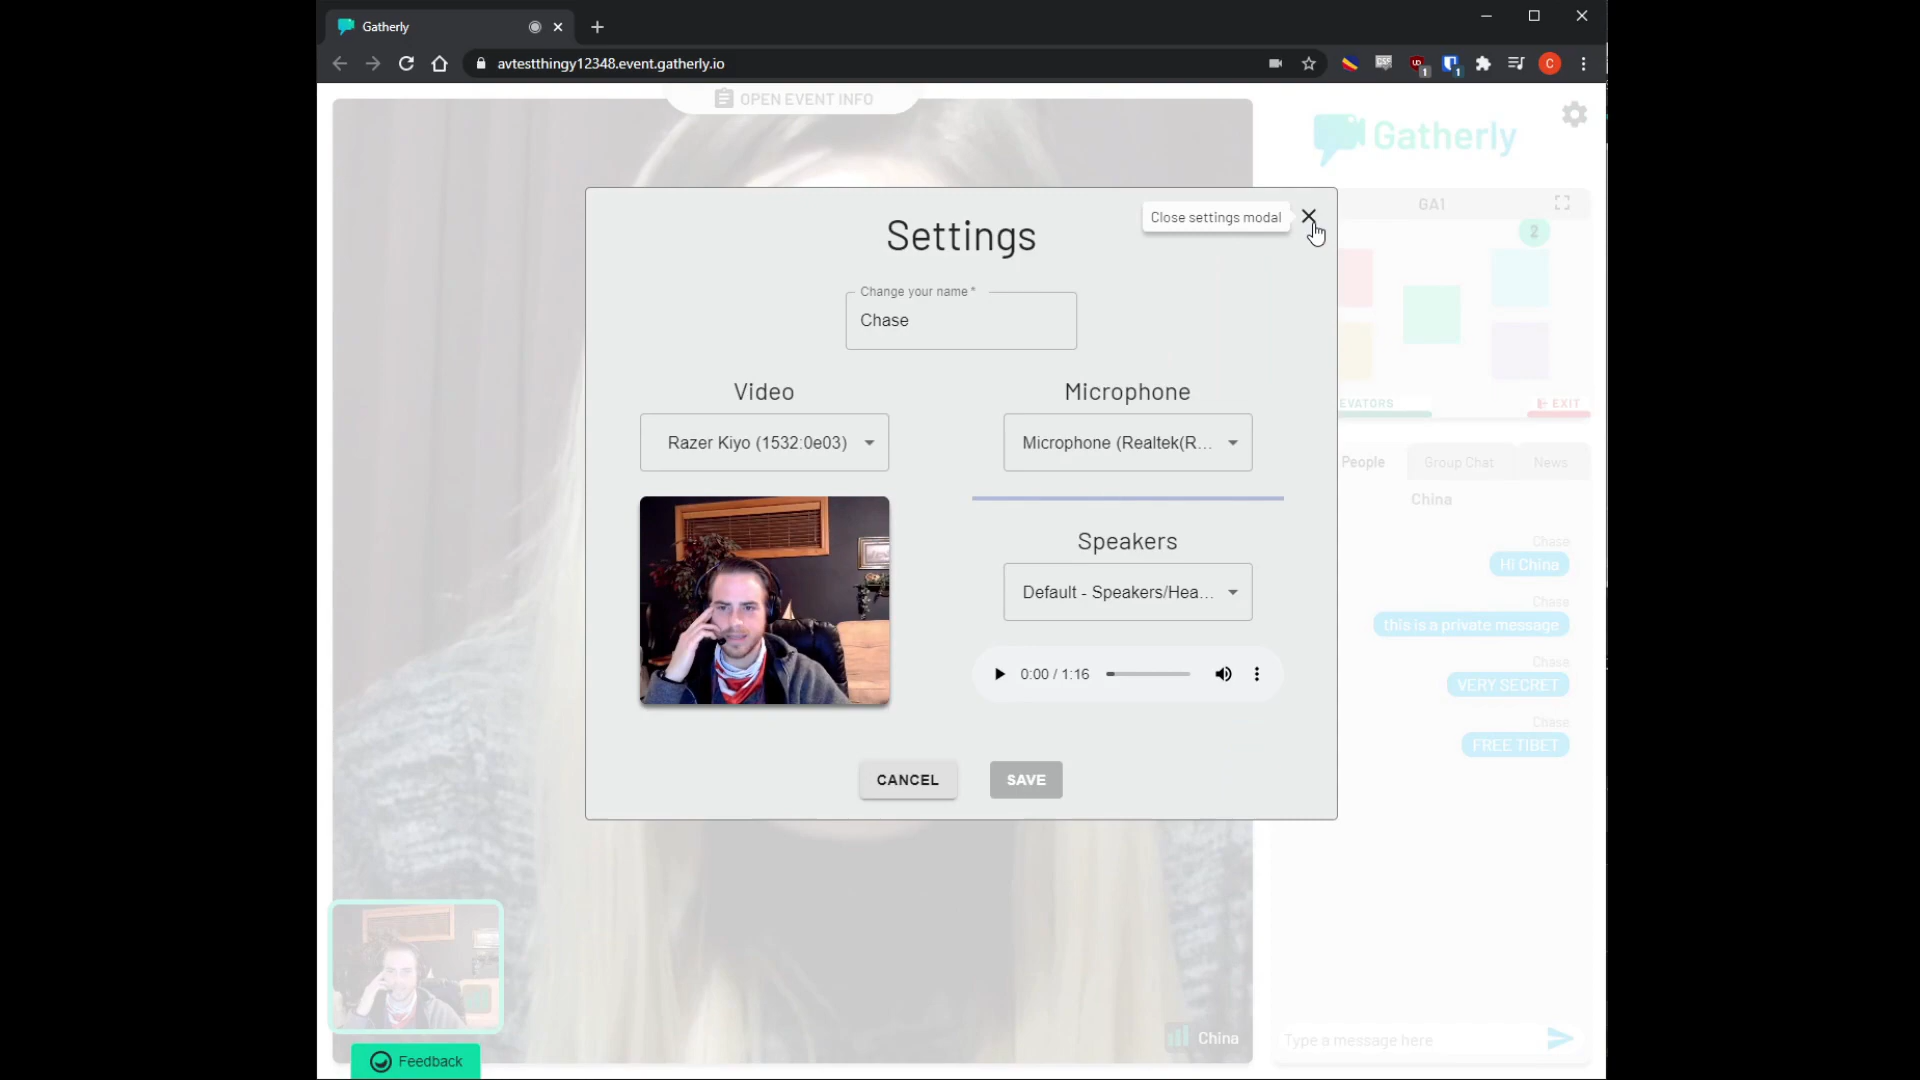 Gatherly
avtestthingy12348.event.gatherly.io
UD
1
1
C
OPEN EVENT INFO
Gatherly
GA1
2
Close settings modal
Settings
Change your name *
Chase
Video
Microphone
Razer Kiyo (1532:0e03)
Microphone (Realtek(R...
Speakers
Default - Speakers/Hea...
0:00 / 1:16
CANCEL
SAVE
EVATORS
EXIT
People
Group Chat
News
China
Chase
Hi China
Chase
this is a private message
Chase
VERY SECRET
Chase
FREE TIBET
China
Type a message here
Feedback